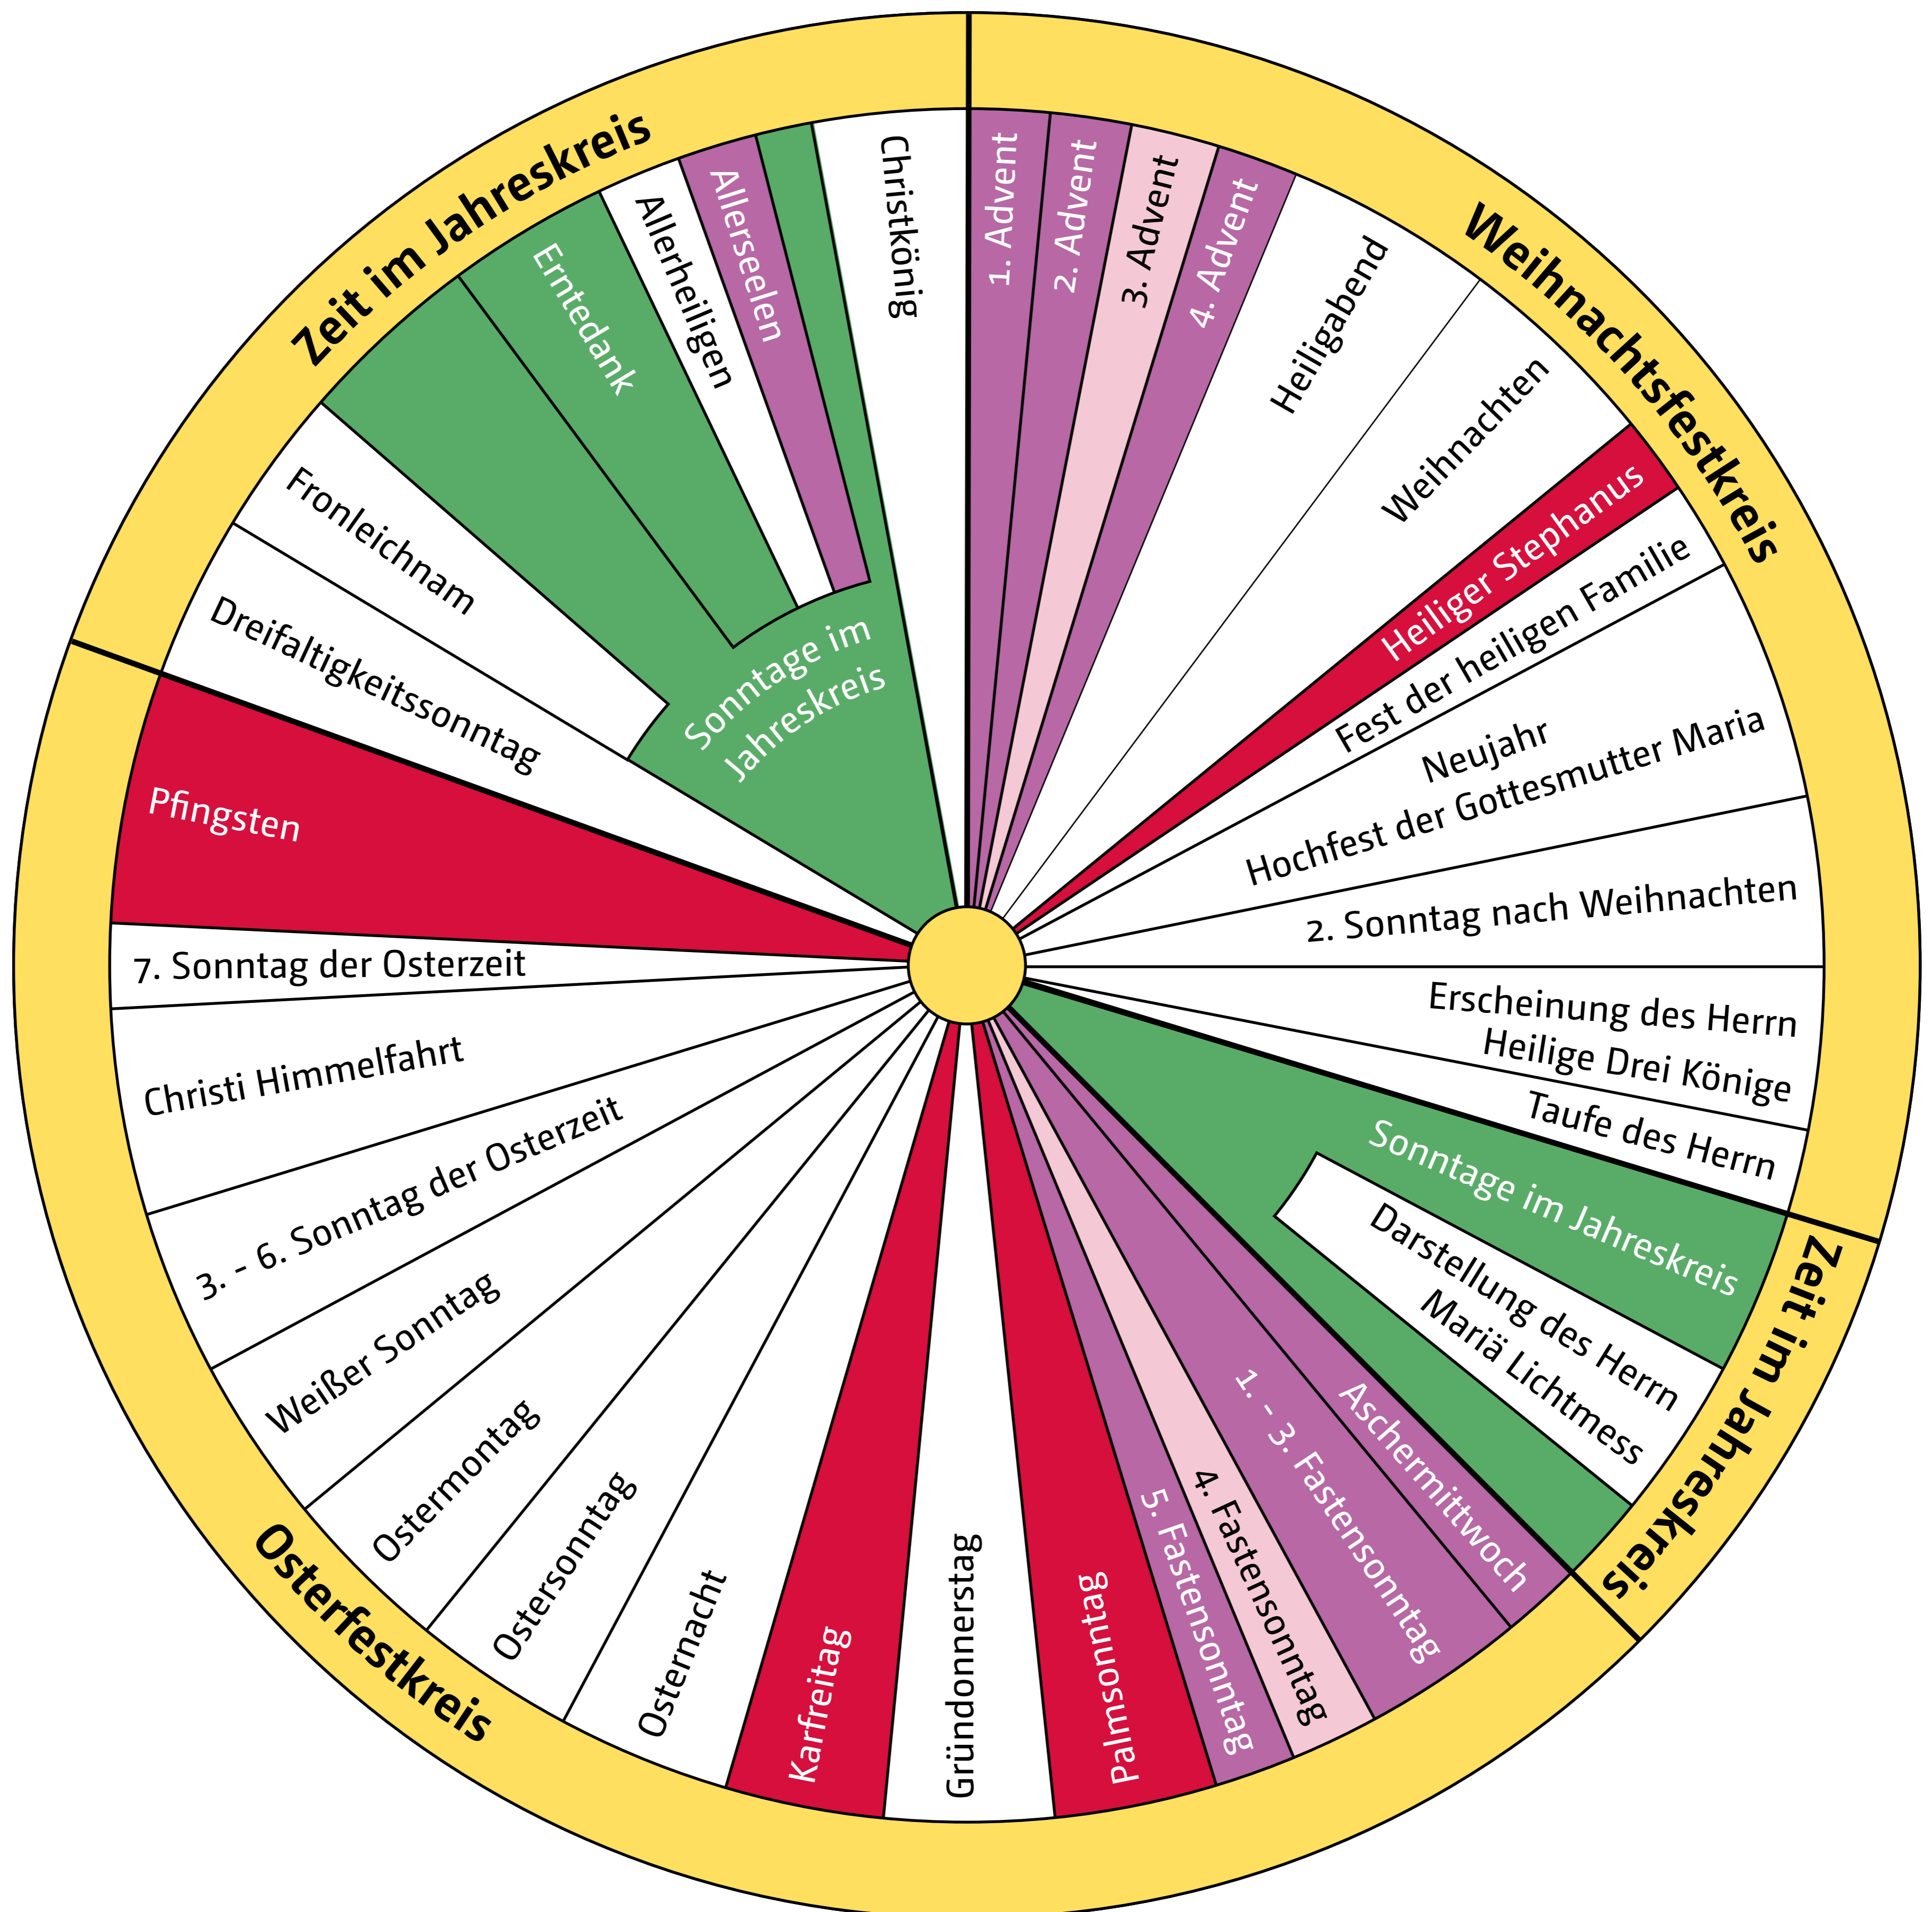 Weihnachtsfestkreis
1. Advent
2. Advent
3. Advent
4. Advent
Heiligabend
Weihnachten
Heiliger Stephanus
Fest der heiligen Familie
Neujahr
Hochfest der Gottesmutter Maria
2. Sonntag nach Weihnachten
Erscheinung des Herrn
Heilige Drei Könige
Taufe des Herrn
Zeit im Jahreskreis
Sonntage im Jahreskreis
Darstellung des Herrn
Mariä Lichtmess
Osterfestkreis
Aschermittwoch
1. - 3. Fastensonntag
4. Fastensonntag
5. Fastensonntag
Palmsonntag
Gründonnerstag
Karfreitag
Osternacht
Ostersonntag
Ostermontag
Weißer Sonntag
3. - 6. Sonntag der Osterzeit
Christi Himmelfahrt
7. Sonntag der Osterzeit
Pfingsten
Zeit im Jahreskreis
Dreifaltigkeitssonntag
Fronleichnam
Sonntage im
Jahreskreis
Erntedank
Allerheiligen
Allerseelen
Christkönig